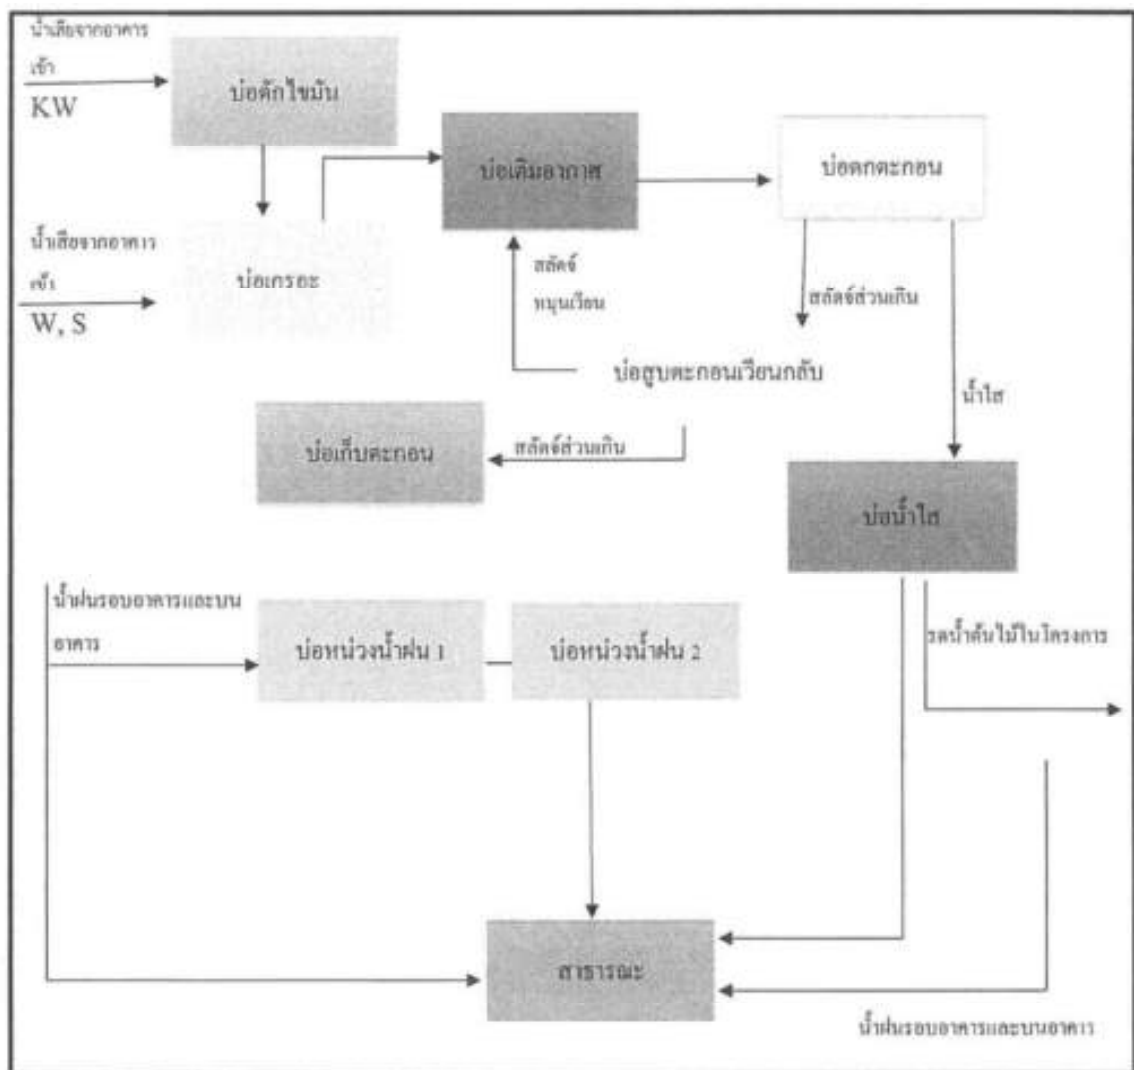 น้ำเสียจากอาคาร
เข้า
KW
บ่อดักไขมัน
บ่อเติมอากาศ
บ่อตกตะกอน
น้ำเสียจากอาคาร
เข้า
W, S
บ่อเกรอะ
สลัดจ์
หมุนเวียน
สลัดจ์ส่วนเกิน
บ่อสูบตะกอนเวียนกลับ
น้ำใส
บ่อเก็บตะกอน
สลัดจ์ส่วนเกิน
บ่อน้ำใส
น้ำฝนรอบอาคารและบน
อาคาร
บ่อหน่วงน้ำฝน 1
บ่อหน่วงน้ำฝน 2
รดน้ำต้นไม้ในโครงการ
สาธารณะ
น้ำฝนรอบอาคารและบนอาคาร